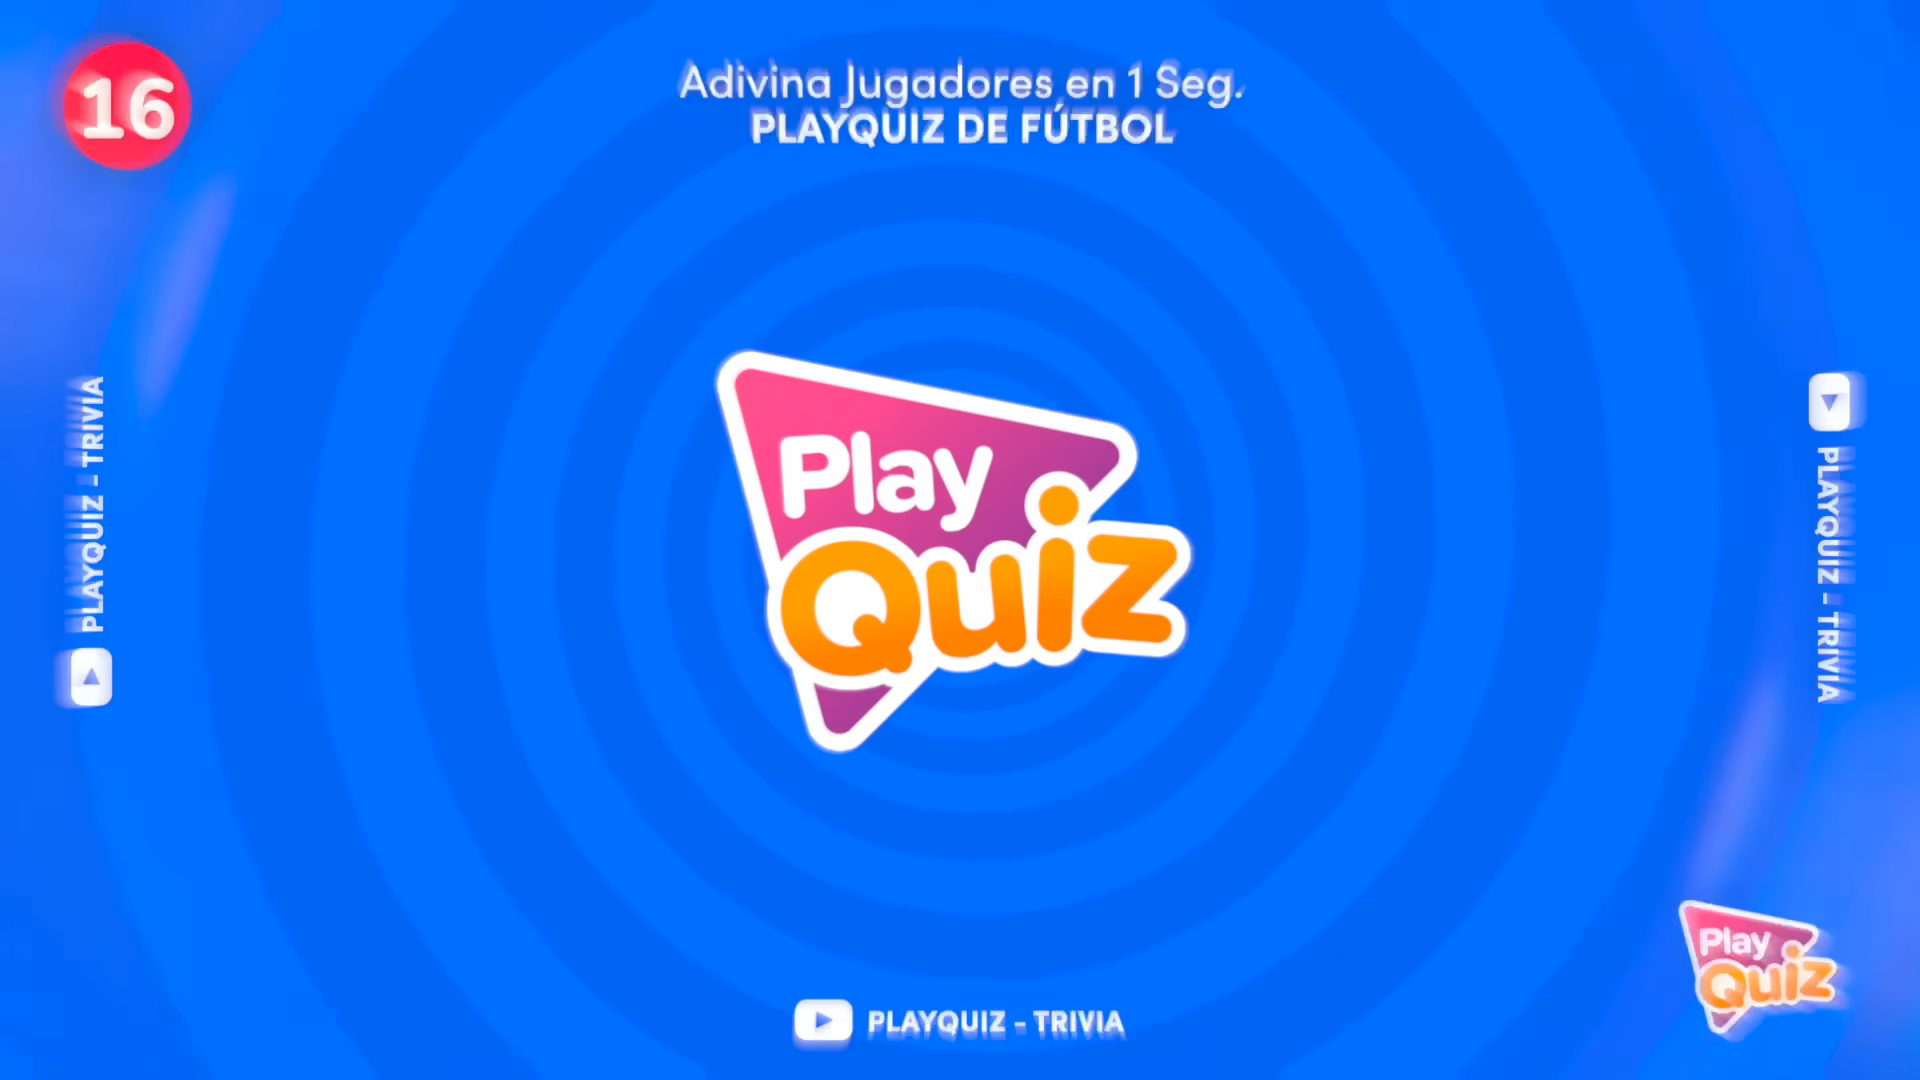 16
Adivina Jugadores en 1 Seg.
PLAYQUIZ DE FÚTBOL
PLAYQUIZ - TRIVIA
Play
Quiz
PLAYQUIZ - TRIVIA
Play
Quiz
PLAYQUIZ - TRIVIA